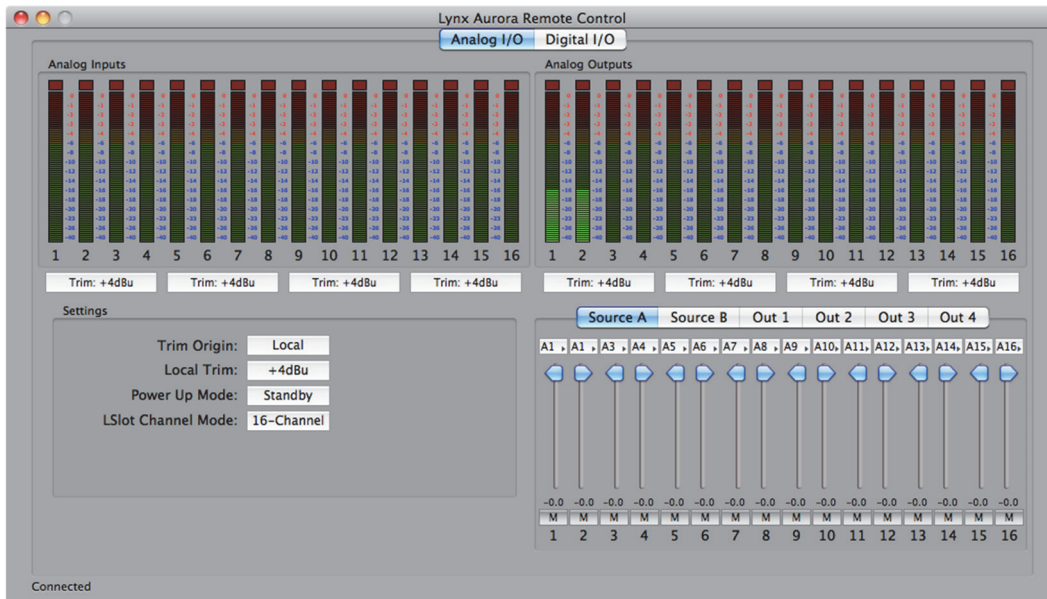 Lynx Aurora Remote Control
Analog I/O Digital I/O
Analog Inputs
1 2 3 4 5 6 7 8 9 10 11 12 13 14 15 16
Trim: +4dBu Trim: +4dBu Trim: +4dBu Trim: +4dBu
Analog Outputs
1 2 3 4 5 6 7 8 9 10 11 12 13 14 15 16
Trim: +4dBu Trim: +4dBu Trim: +4dBu Trim: +4dBu
Settings
Trim Origin: Local
Local Trim: +4dBu
Power Up Mode: Standby
LSlot Channel Mode: 16-Channel
Source A Source B Out 1 Out 2 Out 3 Out 4
A1 A1 A3 A4 A5 A6 A7 A8 A9 A10 A11 A12 A13 A14 A15 A16
-0.0 -0.0 -0.0 -0.0 -0.0 -0.0 -0.0 -0.0 -0.0 -0.0 -0.0 -0.0 -0.0 -0.0 -0.0 -0.0
M M M M M M M M M M M M M M M M
1 2 3 4 5 6 7 8 9 10 11 12 13 14 15 16
Connected